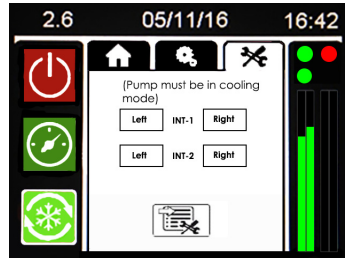 2.6 05/11/16 16:42
(Pump must be in cooling
mode)
Left INT-1 Right
Left INT-2 Right